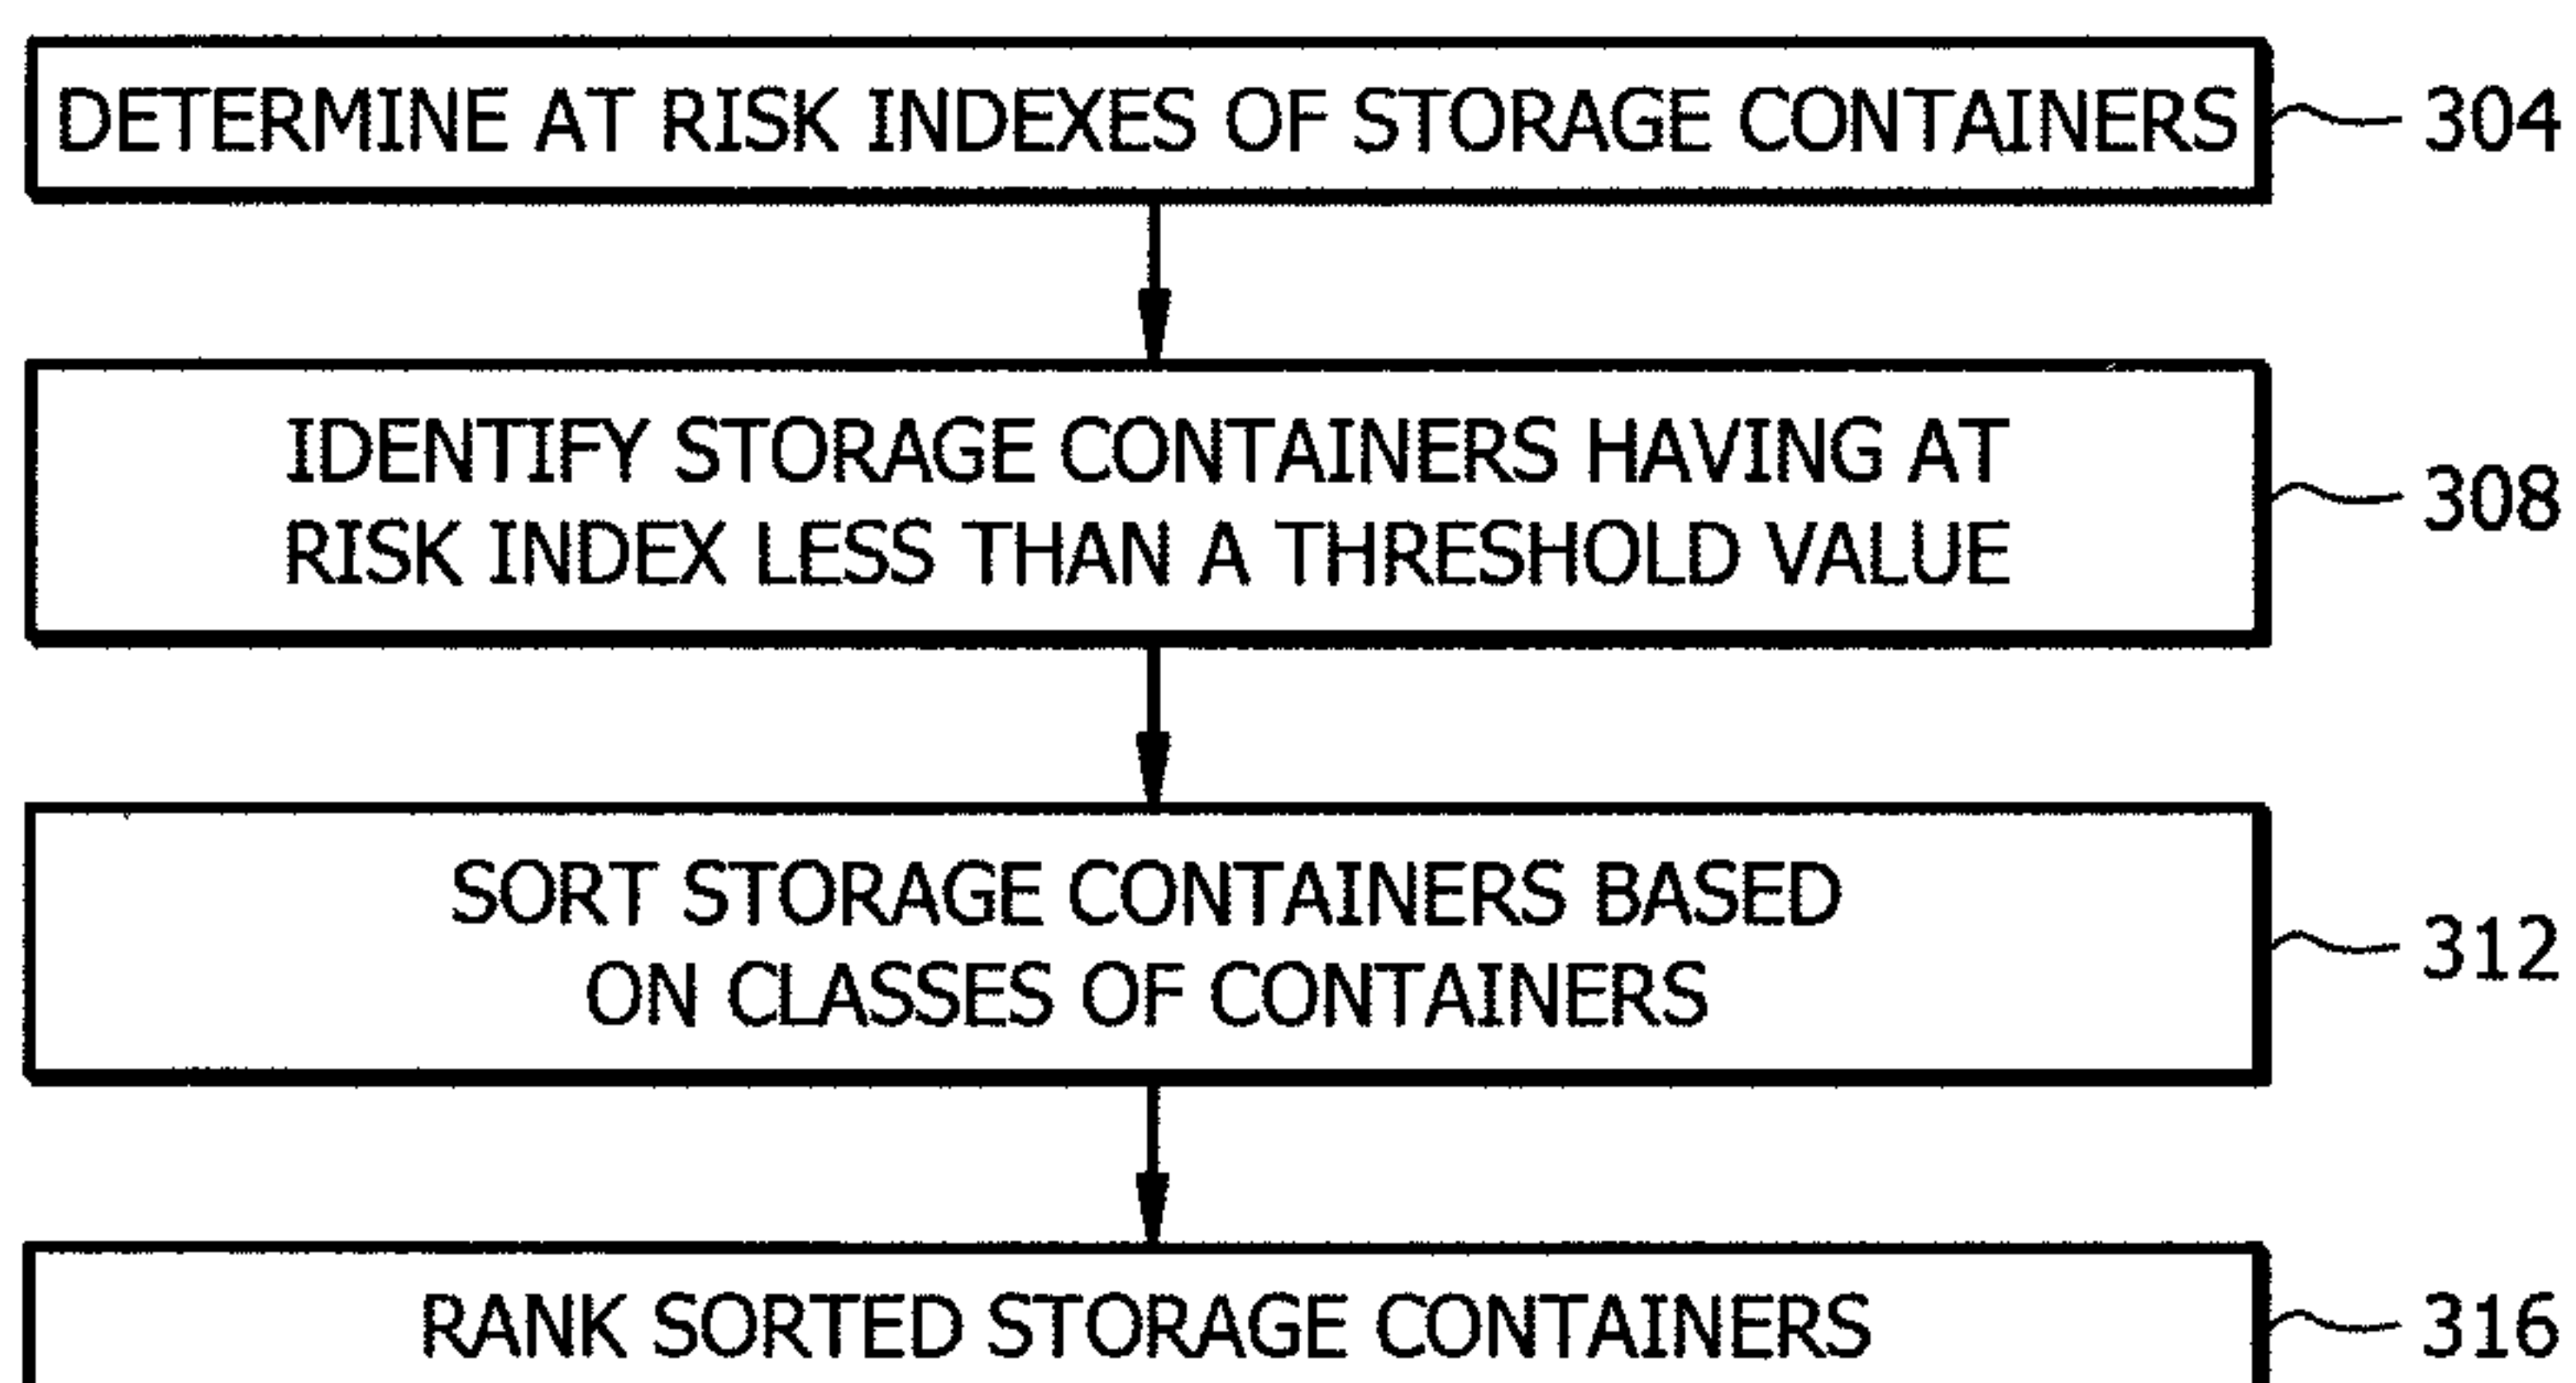 DETERMINE AT RISK INDEXES OF STORAGE CONTAINERS
304
IDENTIFY STORAGE CONTAINERS HAVING AT
RISK INDEX LESS THAN A THRESHOLD VALUE
308
SORT STORAGE CONTAINERS BASED
ON CLASSES OF CONTAINERS
312
RANK SORTED STORAGE CONTAINERS
316